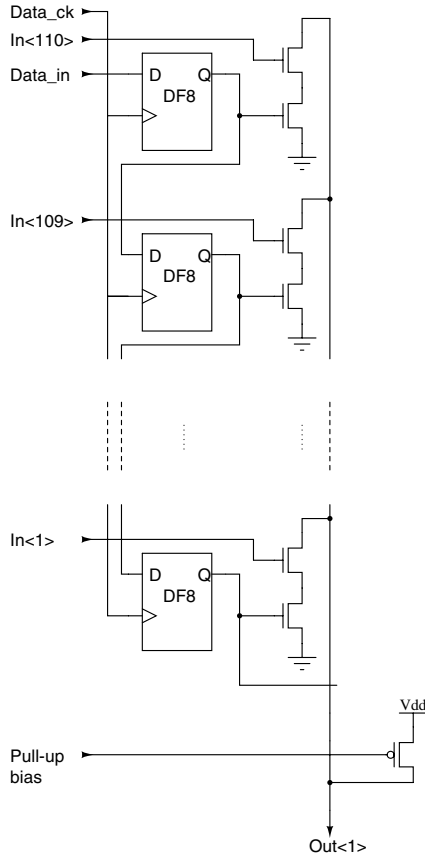 Data_ck
In<110>
Data_in
D Q
DF8
In<109>
D Q
DF8
In<1>
D Q
DF8
Vdd
Pull-up
bias
Out<1>